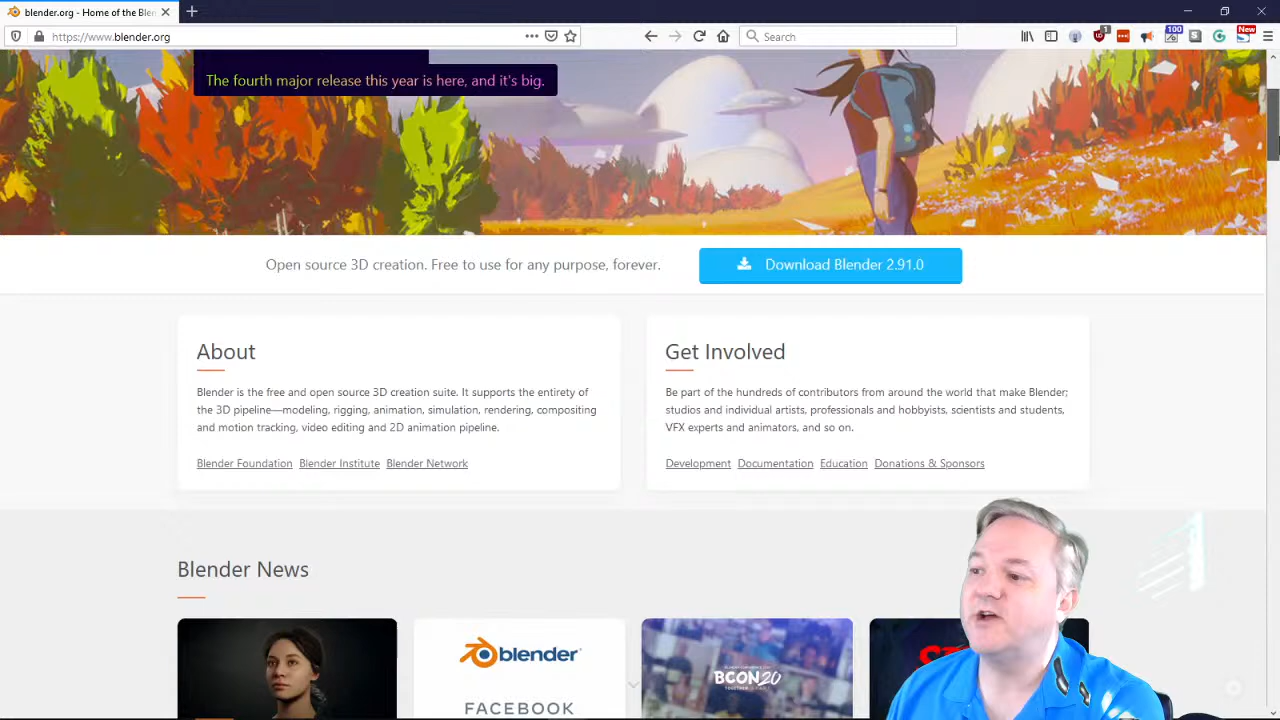 blender.org - Home of the Blen
https://www.blender.org
Search
1
100
New
The fourth major release this year is here, and it's big.
Open source 3D creation. Free to use for any purpose, forever.
Download Blender 2.91.0
About
Blender is the free and open source 3D creation suite. It supports the entirety of
the 3D pipeline—modeling, rigging, animation, simulation, rendering, compositing
and motion tracking, video editing and 2D animation pipeline.
Blender Foundation Blender Institute Blender Network
Get Involved
Be part of the hundreds of contributors from around the world that make Blender;
studios and individual artists, professionals and hobbyists, scientists and students,
VFX experts and animators, and so on.
Development Documentation Education Donations & Sponsors
Blender News
blender
FACEBOOK
BCON20